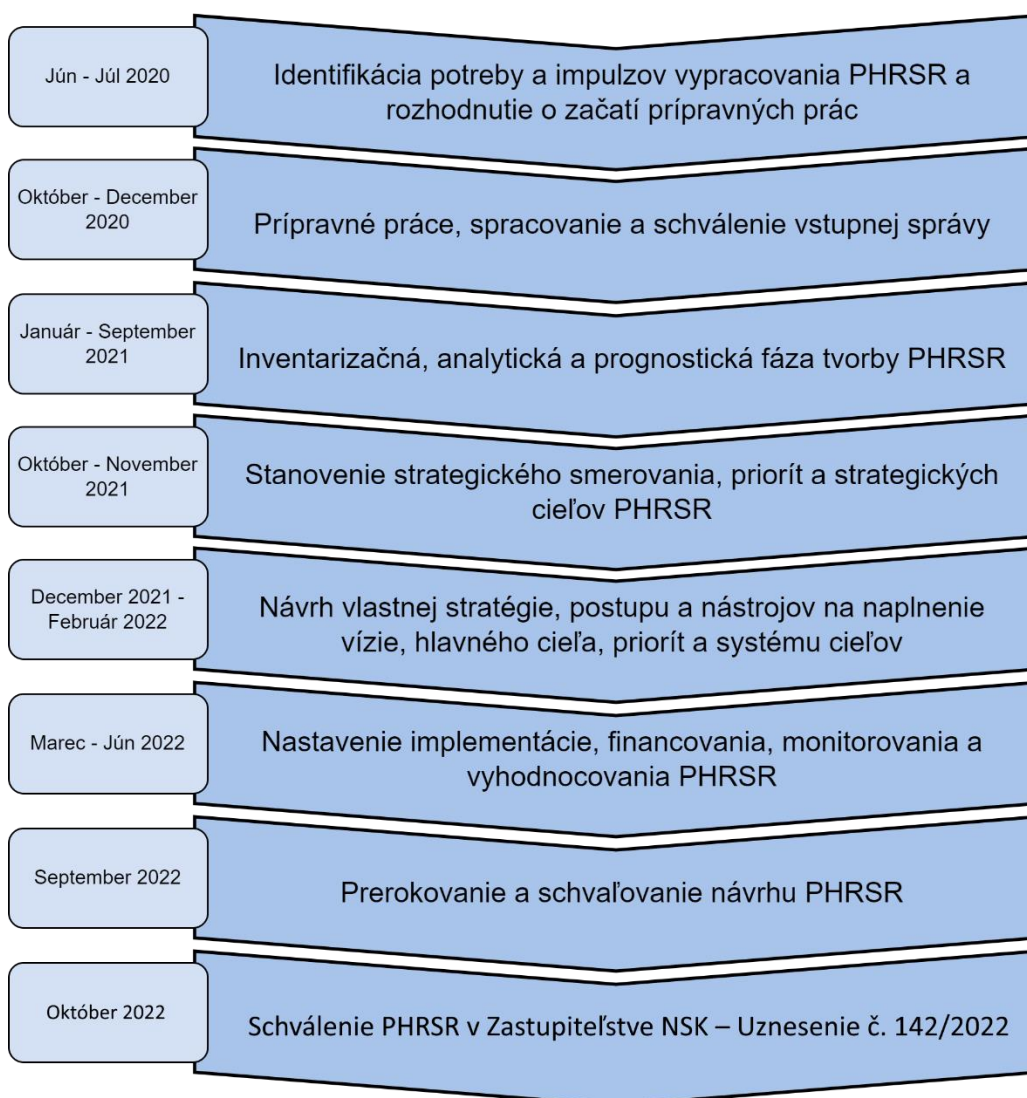 Jún - Júl 2020
Identifikácia potreby a impulzov vypracovania PHRSR a
rozhodnutie o začatí prípravných prác
Október - December
2020
Prípravné práce, spracovanie a schválenie vstupnej správy
Január - September
2021
Inventarizačná, analytická a prognostická fáza tvorby PHRSR
Október - November
2021
Stanovenie strategického smerovania, priorít a strategických
cieľov PHRSR
December 2021 -
Február 2022
Návrh vlastnej stratégie, postupu a nástrojov na naplnenie
vízie, hlavného cieľa, priorít a systému cieľov
Marec - Jún 2022
Nastavenie implementácie, financovania, monitorovania a
vyhodnocovania PHRSR
September 2022
Prerokovanie a schvaľovanie návrhu PHRSR
Október 2022
Schválenie PHRSR v Zastupiteľstve NSK – Uznesenie č. 142/2022